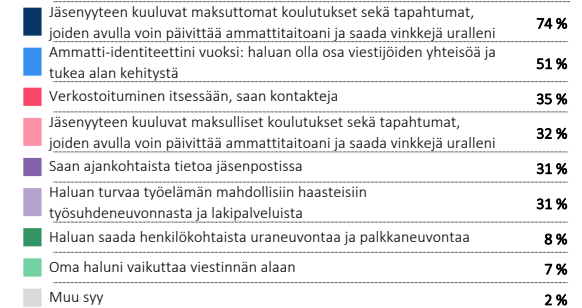 Jäsenyyteen kuuluvat maksuttomat koulutukset sekä tapahtumat,
joiden avulla voin päivittää ammattitaitoani ja saada vinkkejä uralleni 74 %
Ammatti-identiteettini vuoksi: haluan olla osa viestijöiden yhteisöä ja
tukea alan kehitystä 51 %
Verkostoituminen itsessään, saan kontakteja 35 %
Jäsenyyteen kuuluvat maksulliset koulutukset sekä tapahtumat,
joiden avulla voin päivittää ammattitaitoani ja saada vinkkejä uralleni 32 %
Saan ajankohtaista tietoa jäsenpostissa 31 %
Haluan turvaa työelämän mahdollisiin haasteisiin
työsuhdeneuvonnasta ja lakipalveluista 31 %
Haluan saada henkilökohtaista uraneuvontaa ja palkkaneuvontaa 8 %
Oma haluni vaikuttaa viestinnän alaan 7 %
Muu syy 2 %